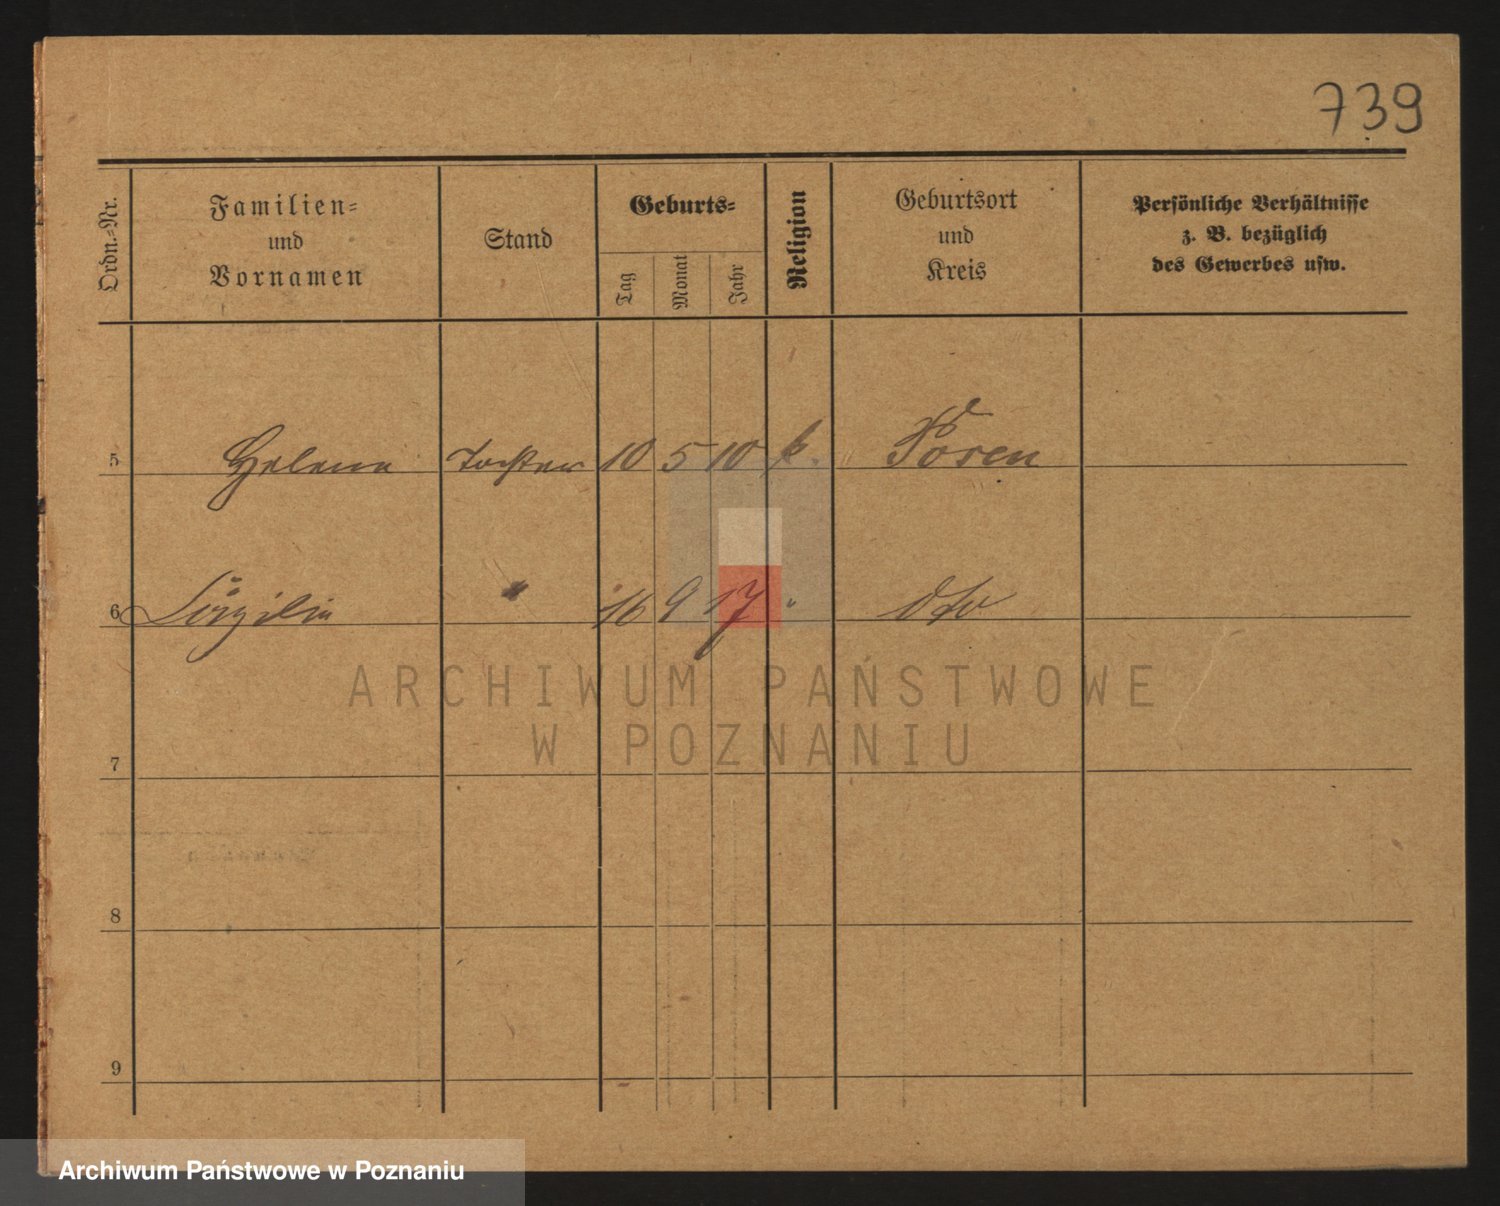 739
Ordn.-Nr.
Familien-
und
Vornamen
Stand
Geburts-
Tag
Monat
Jahr
Religion
Geburtsort
und
Kreis
Persönliche Verhältnisse
z. B. bezüglich
des Gewerbes usw.
5 Helena Tochter 10 5 10 k. Posen
6 " 16 9 17 " dto
ARCHIWUM PAŃSTWOWE
W POZNANIU
7
8
9
Archiwum Państwowe w Poznaniu